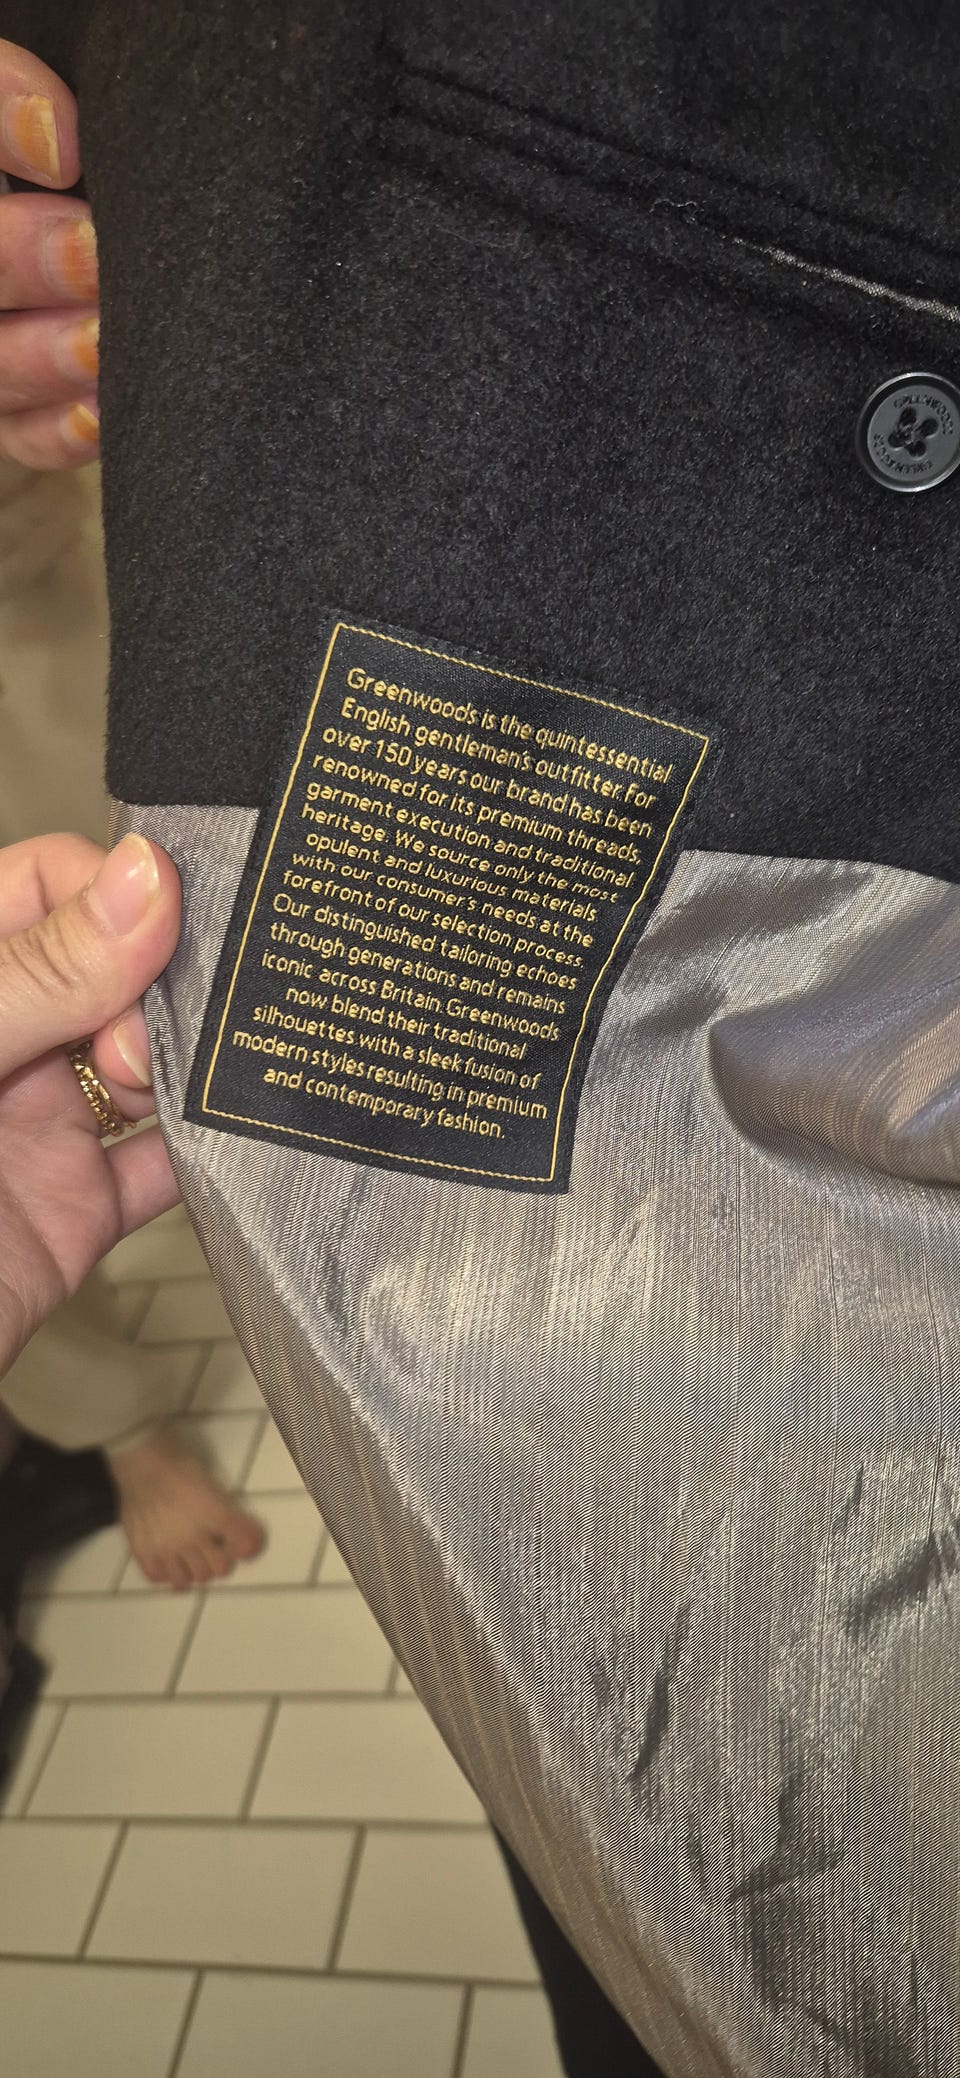 GREENWOOD
GREENWOOD
Greenwoods is the quintessential
English gentleman's outfitter. For
over 150 years our brand has been
renowned for its premium threads,
garment execution and traditional
heritage. We source only the most
opulent and luxurious materials
with our consumer's needs at the
forefront of our selection process.
Our distinguished tailoring echoes
through generations and remains
iconic across Britain. Greenwoods
now blend their traditional
silhouettes with a sleek fusion of
modern styles resulting in premium
and contemporary fashion.